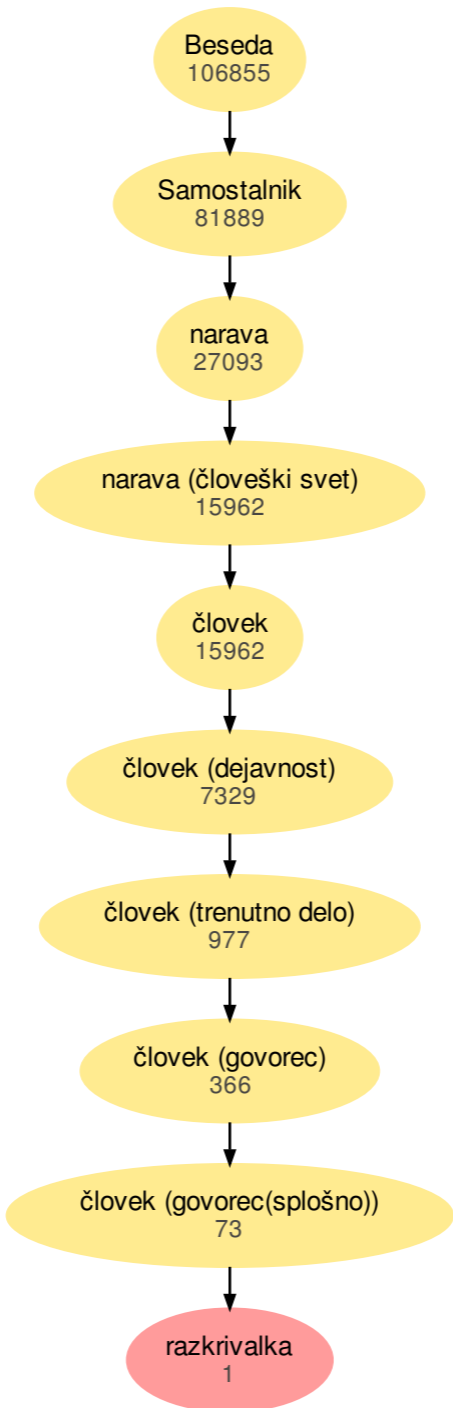 Beseda
106855
Samostalnik
81889
narava
27093
narava (človeški svet)
15962
človek
15962
človek (dejavnost)
7329
človek (trenutno delo)
977
človek (govorec)
366
človek (govorec(splošno))
73
razkrivalka
1